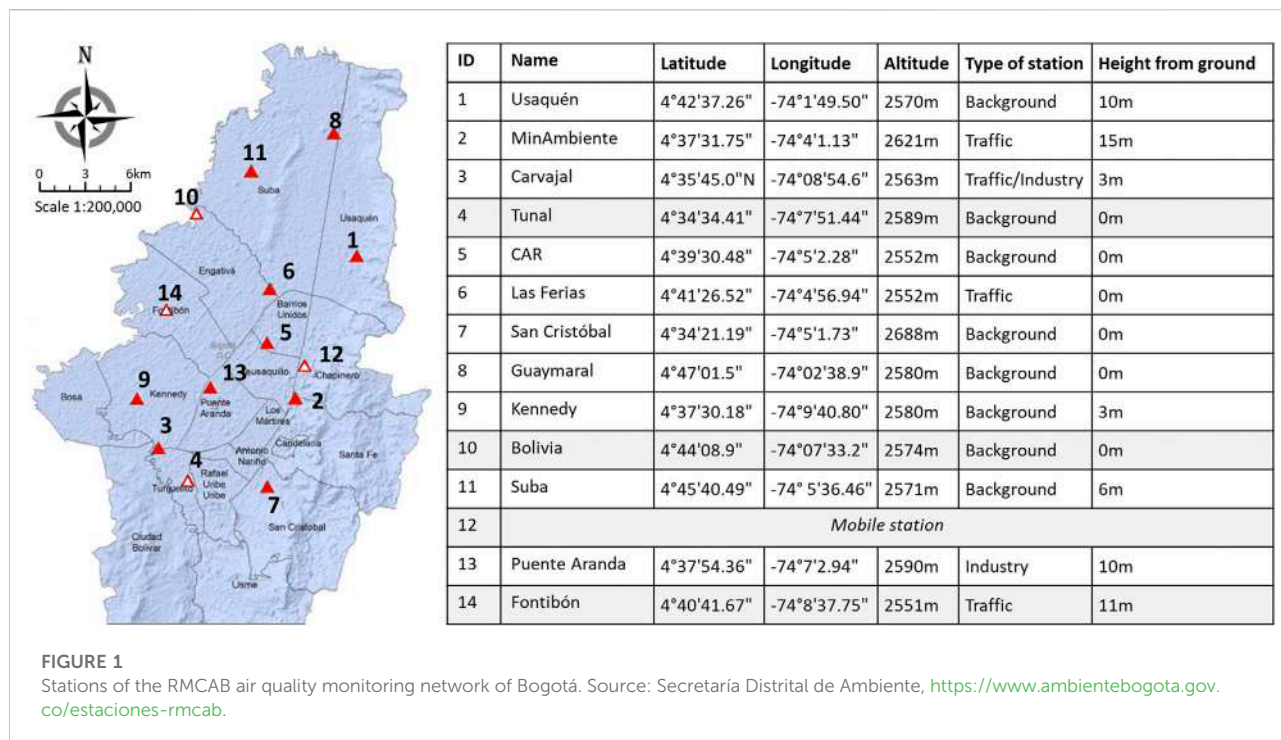 N
0 3 6km
Scale 1:200,000
8
11
Suba
10
Usaquén
1
Engativá
6
Barrios
Unidos
14
Fontibón
5
12
Chapinero
13
9
Kennedy
Bosa
Puente
Aranda
2
Los
Mártires
Candelaria
3
Antonio
Nariño
Santa Fe
4
Rafael
Uribe
Uribe
Tunjuelito
7
San Cristobal
Ciudad
Bolívar
Usme
ID Name Latitude Longitude Altitude Type of station Height from ground
1 Usaquén 4°42'37.26" -74°1'49.50" 2570m Background 10m
2 MinAmbiente 4°37'31.75" -74°4'1.13" 2621m Traffic 15m
3 Carvajal 4°35'45.0"N -74°08'54.6" 2563m Traffic/Industry 3m
4 Tunal 4°34'34.41" -74°7'51.44" 2589m Background 0m
5 CAR 4°39'30.48" -74°5'2.28" 2552m Background 0m
6 Las Ferias 4°41'26.52" -74°4'56.94" 2552m Traffic 0m
7 San Cristóbal 4°34'21.19" -74°5'1.73" 2688m Background 0m
8 Guaymaral 4°47'01.5" -74°02'38.9" 2580m Background 0m
9 Kennedy 4°37'30.18" -74°9'40.80" 2580m Background 3m
10 Bolivia 4°44'08.9" -74°07'33.2" 2574m Background 0m
11 Suba 4°45'40.49" -74° 5'36.46" 2571m Background 6m
12 Mobile station
13 Puente Aranda 4°37'54.36" -74°7'2.94" 2590m Industry 10m
14 Fontibón 4°40'41.67" -74°8'37.75" 2551m Traffic 11m
FIGURE 1
Stations of the RMCAB air quality monitoring network of Bogotá. Source: Secretaría Distrital de Ambiente, https://www.ambientebogota.gov.
co/estaciones-rmcab.